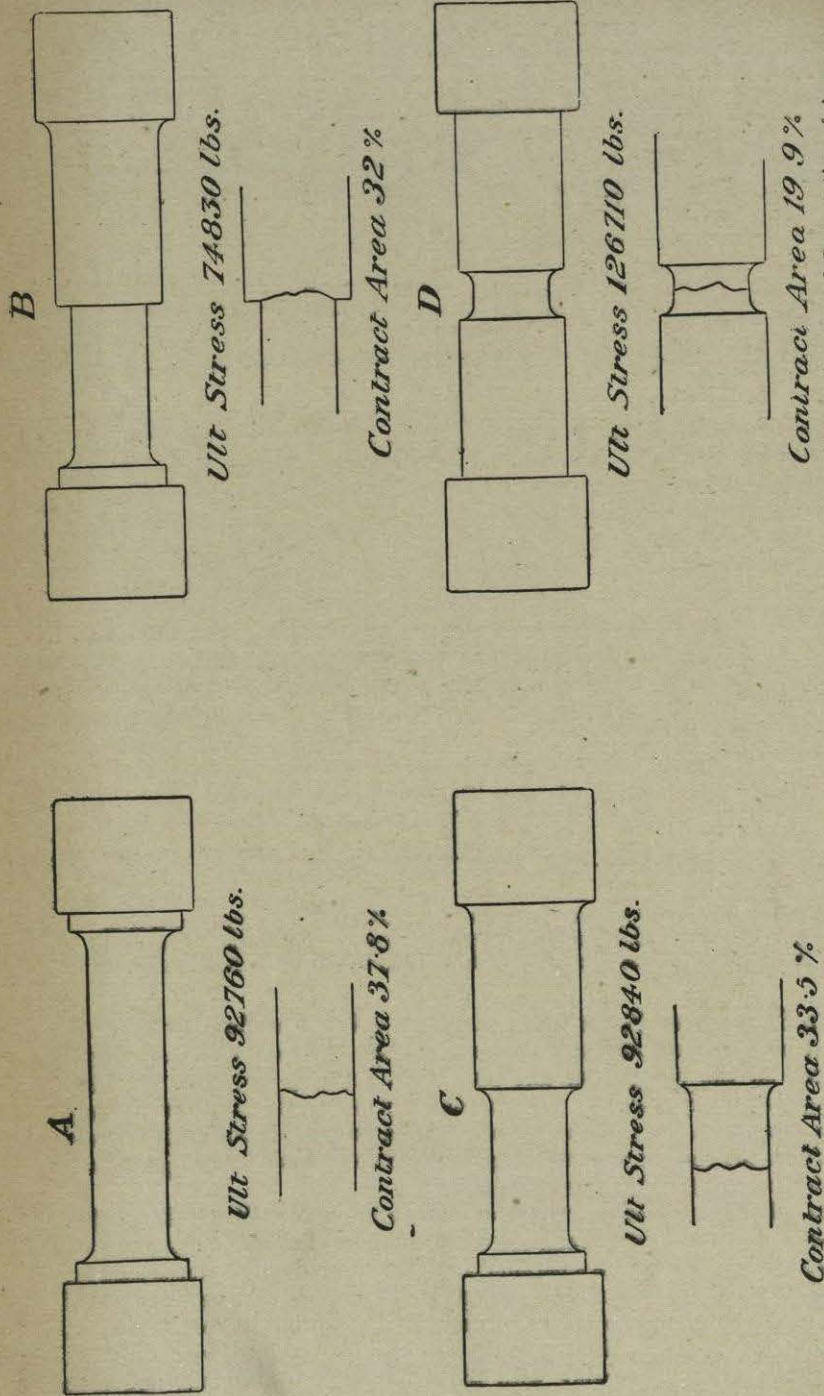 A
Ult Stress 92760 lbs.
Contract Area 37·8 %
B
Ult Stress 74830 lbs.
Contract Area 32 %
C
Ult Stress 92840 lbs.
Contract Area 33·5 %
D
Ult Stress 126710 lbs.
Contract Area 19 9 %